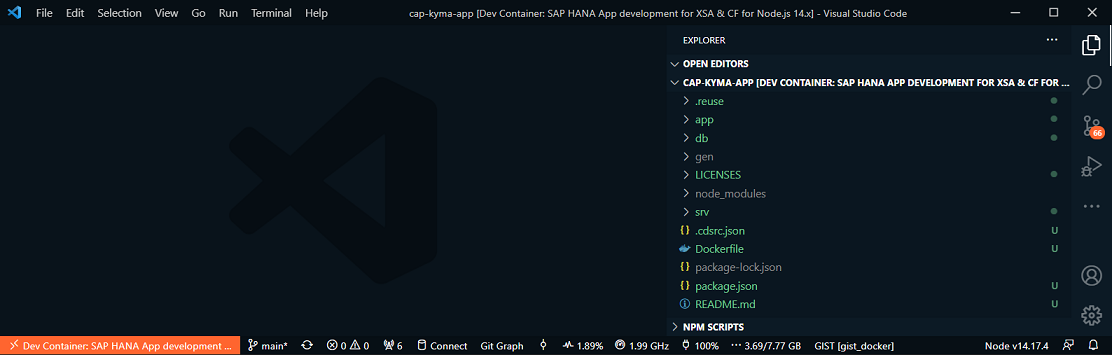 File Edit Selection View Go Run Terminal Help cap-kyma-app [Dev Container: SAP HANA App development for XSA & CF for Node.js 14.x] - Visual Studio Code
EXPLORER
OPEN EDITORS
CAP-KYMA-APP [DEV CONTAINER: SAP HANA APP DEVELOPMENT FOR XSA & CF FOR ...
.reuse
app
db
66
gen
LICENSES
node_modules
srv
.cdsrc.json U
Dockerfile U
package-lock.json
package.json U
README.md U
NPM SCRIPTS
Dev Container: SAP HANA App development ... main* 0 0 6 Connect Git Graph 1.89% 1.99 GHz 100% 3.69/7.77 GB GIST [gist_docker] Node v14.17.4